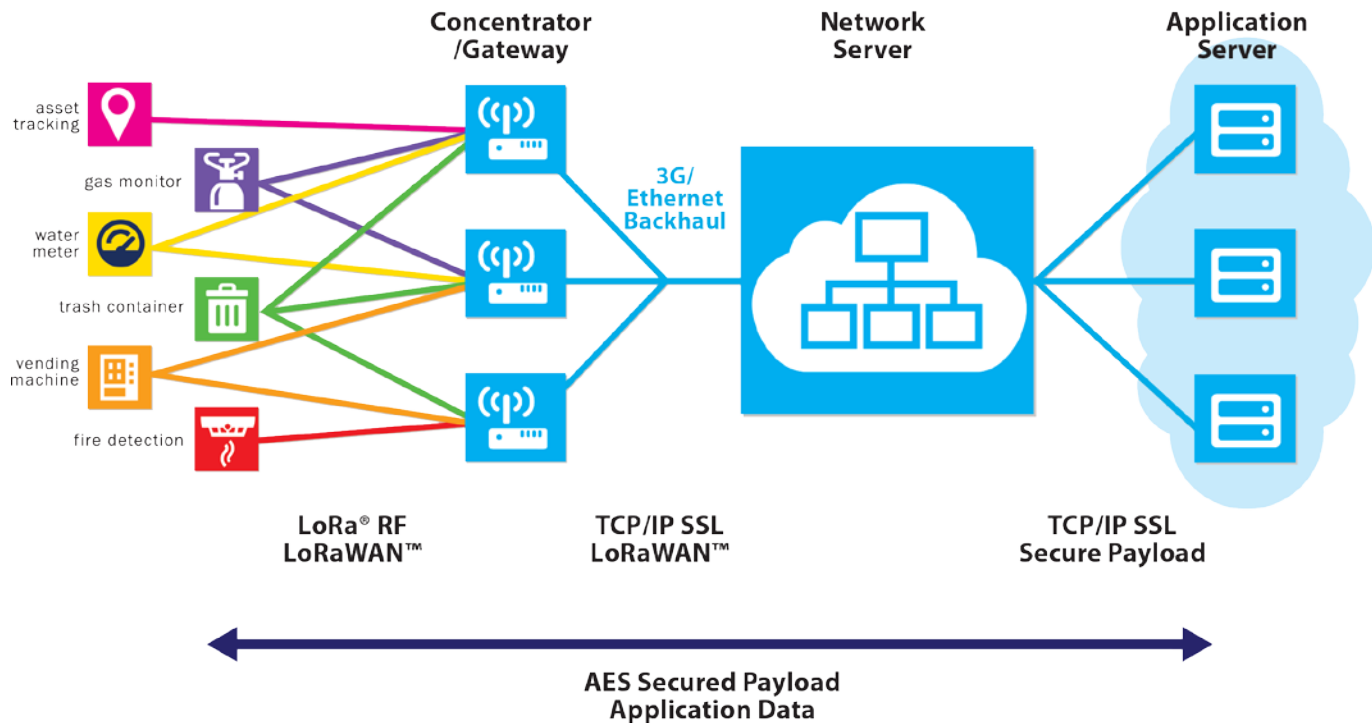 Concentrator
/Gateway
Network
Server
Application
Server
asset
tracking
gas monitor
water
meter
trash container
vending
machine
fire detection
3G/
Ethernet
Backhaul
LoRa® RF
LoRaWAN™
TCP/IP SSL
LoRaWAN™
TCP/IP SSL
Secure Payload
AES Secured Payload
Application Data